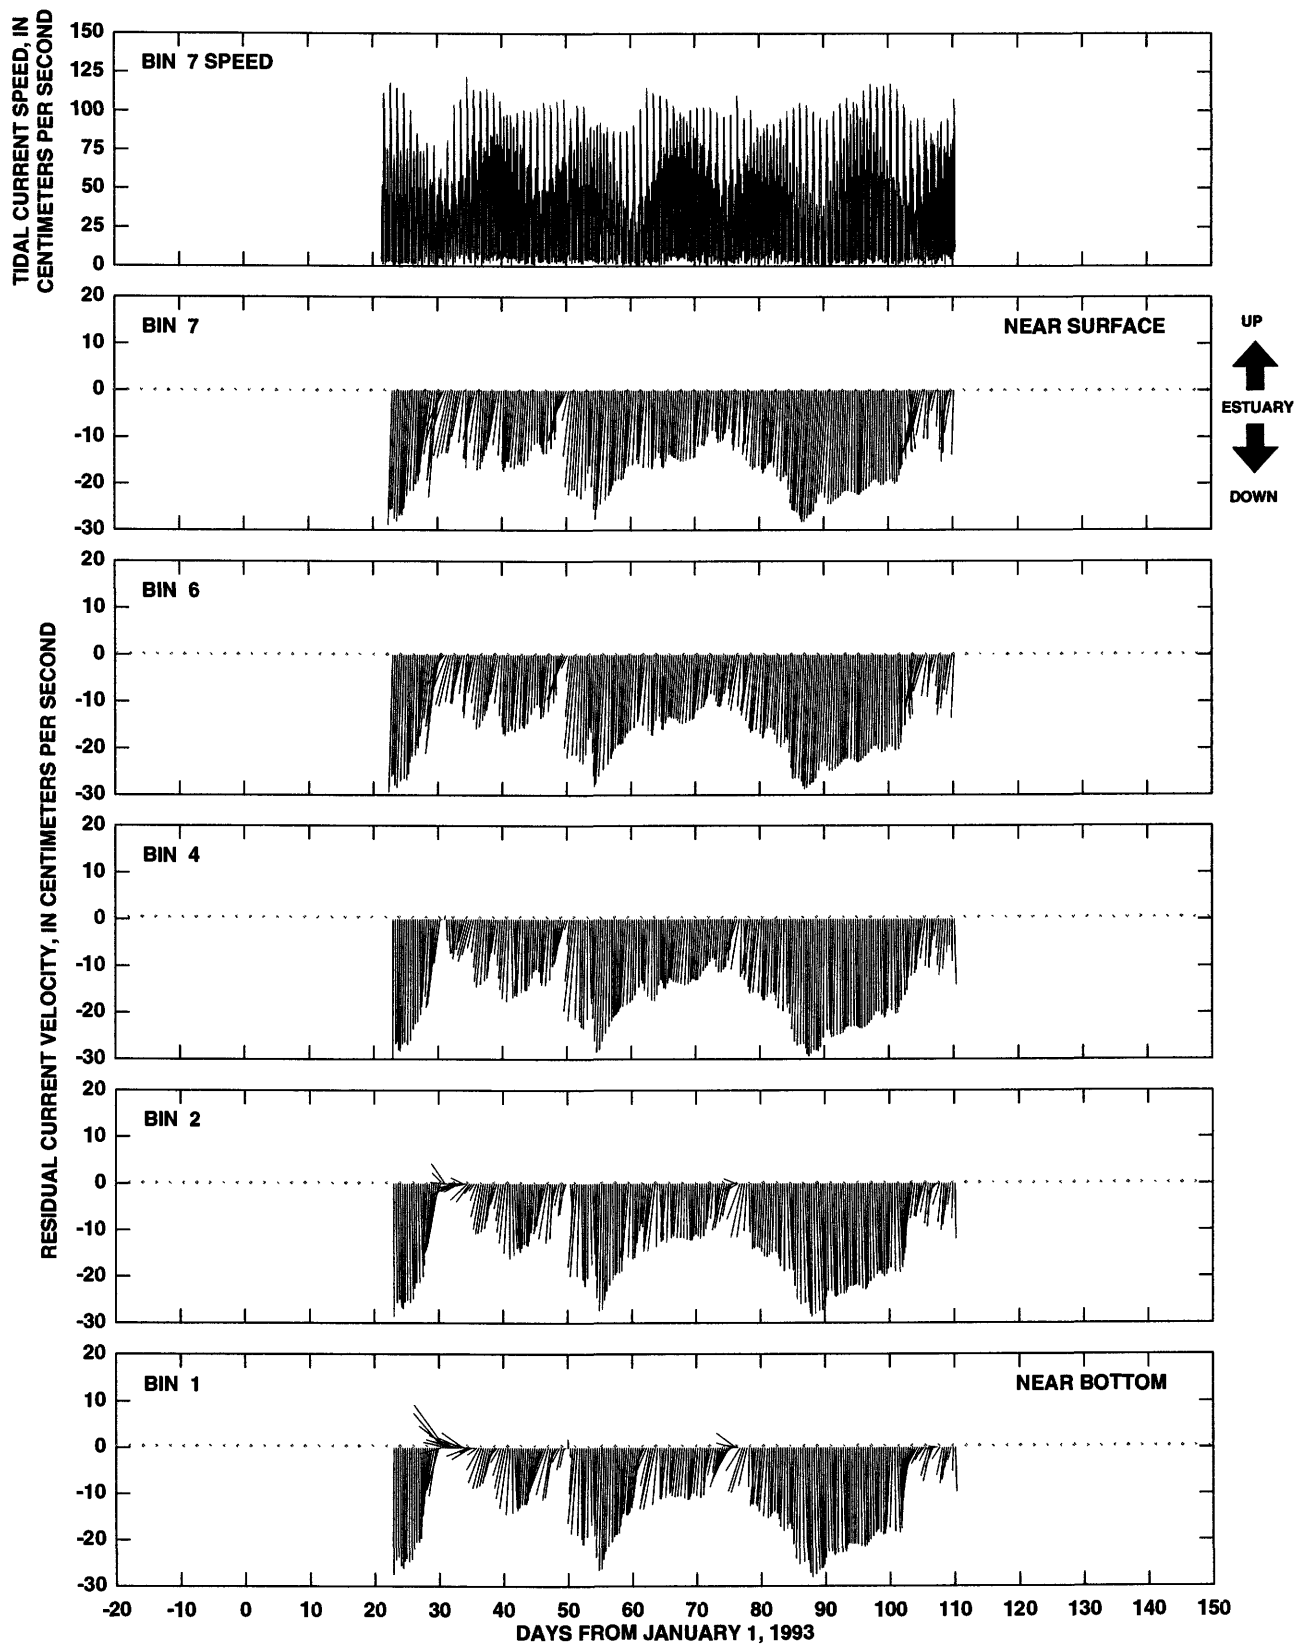 TIDAL CURRENT SPEED, IN
CENTIMETERS PER SECOND
150
125
100
75
50
25
0
BIN 7 SPEED
20
10
0
-10
-20
-30
BIN 7
NEAR SURFACE
UP
ESTUARY
DOWN
RESIDUAL CURRENT VELOCITY, IN CENTIMETERS PER SECOND
20
10
0
-10
-20
-30
BIN 6
20
10
0
-10
-20
-30
BIN 4
20
10
0
-10
-20
-30
BIN 2
20
10
0
-10
-20
-30
BIN 1
NEAR BOTTOM
-20 -10 0 10 20 30 40 50 60 70 80 90 100 110 120 130 140 150
DAYS FROM JANUARY 1, 1993